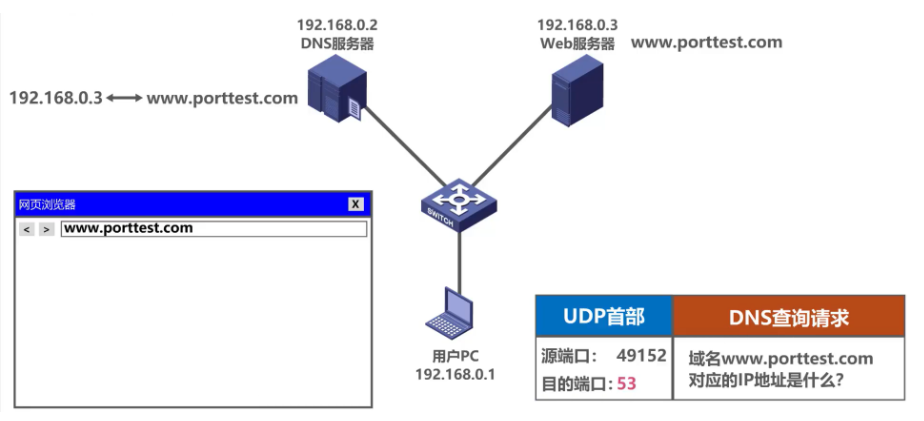 192.168.0.2
DNS服务器
192.168.0.3
Web服务器
www.porttest.com
192.168.0.3
www.porttest.com
网页浏览器
X
< >
www.porttest.com
SWITCH
用户PC
192.168.0.1
UDP首部
DNS查询请求
源端口： 49152
目的端口：53
域名www.porttest.com
对应的IP地址是什么？